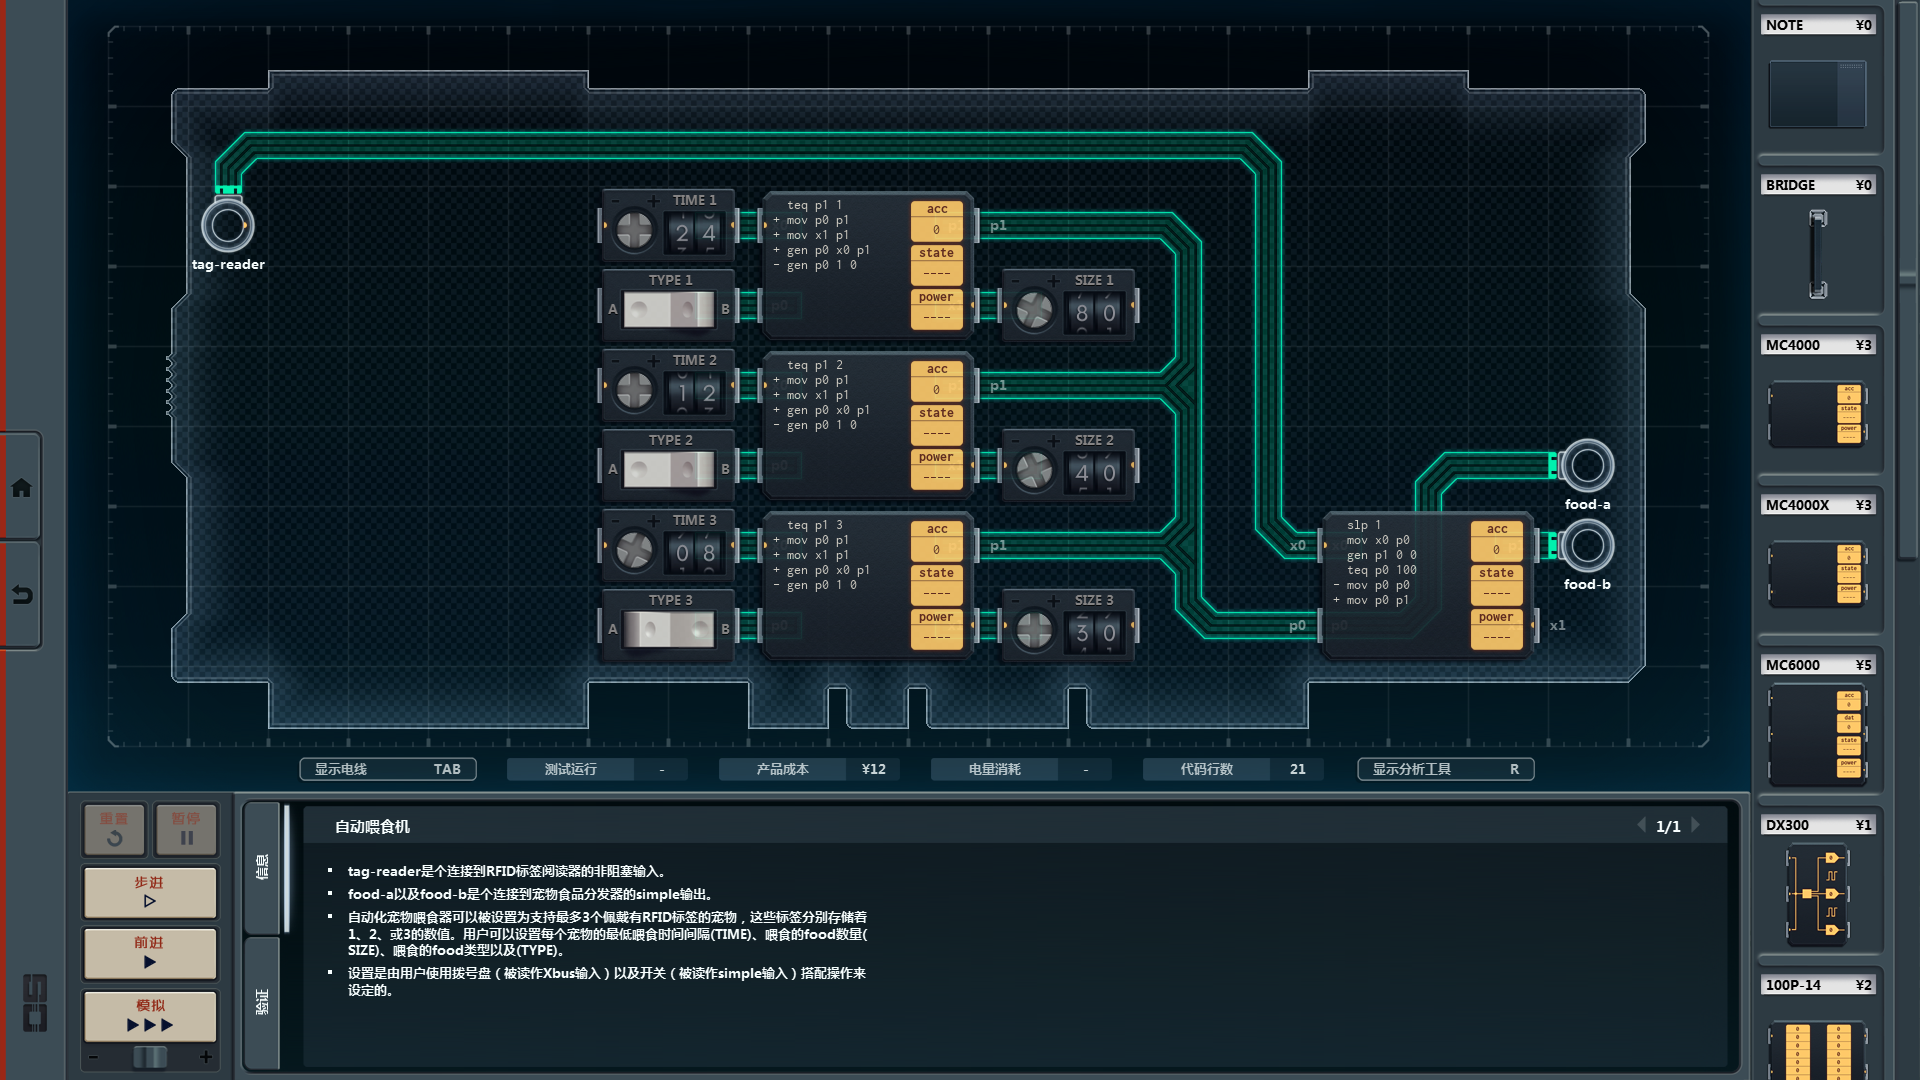 NOTE ¥0
BRIDGE ¥0
MC4000 ¥3
MC4000X ¥3
MC6000 ¥5
DX300 ¥1
100P-14 ¥2
tag-reader
TIME 1
2 4
TYPE 1
A B
teq p1 1
+ mov p0 p1
+ mov x1 p1
+ gen p0 x0 p1
- gen p0 1 0
acc
0
state
----
power
----
p0
p1
SIZE 1
8 0
TIME 2
1 2
TYPE 2
A B
teq p1 2
+ mov p0 p1
+ mov x1 p1
+ gen p0 x0 p1
- gen p0 1 0
acc
0
state
----
power
----
p0
p1
SIZE 2
4 0
TIME 3
0 8
TYPE 3
A B
teq p1 3
+ mov p0 p1
+ mov x1 p1
+ gen p0 x0 p1
- gen p0 1 0
acc
0
state
----
power
----
p0
p1
SIZE 3
3 0
x0
p0
slp 1
mov x0 p0
gen p1 0 0
teq p0 100
- mov p0 p0
+ mov p0 p1
acc
0
state
----
power
----
x1
food-a
food-b
显示电线 TAB
测试运行 -
产品成本 ¥12
电量消耗 -
代码行数 21
显示分析工具 R
重置
暂停
步进
前进
模拟
- +
信息
验证
自动喂食机
1/1
▪ tag-reader是个连接到RFID标签阅读器的非阻塞输入。
▪ food-a以及food-b是个连接到宠物食品分发器的simple输出。
▪ 自动化宠物喂食器可以被设置为支持最多3个佩戴有RFID标签的宠物，这些标签分别存储着
1、2、或3的数值。用户可以设置每个宠物的最低喂食时间间隔(TIME)、喂食的food数量(
SIZE)、喂食的food类型以及(TYPE)。
▪ 设置是由用户使用拨号盘（被读作Xbus输入）以及开关（被读作simple输入）搭配操作来
设定的。